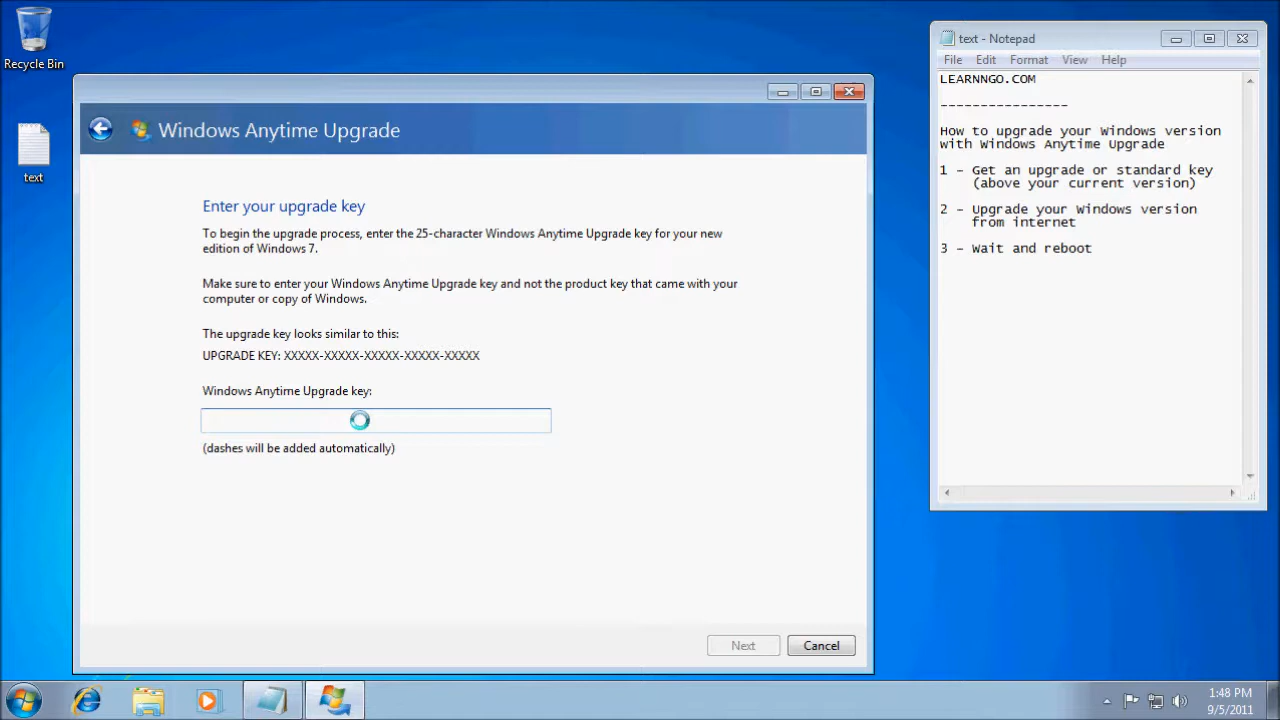 Recycle Bin
text
Windows Anytime Upgrade
Enter your upgrade key
To begin the upgrade process, enter the 25-character Windows Anytime Upgrade key for your new
edition of Windows 7.
Make sure to enter your Windows Anytime Upgrade key and not the product key that came with your
computer or copy of Windows.
The upgrade key looks similar to this:
UPGRADE KEY: XXXXX-XXXXX-XXXXX-XXXXX-XXXXX
Windows Anytime Upgrade key:
(dashes will be added automatically)
Next Cancel
text - Notepad
File Edit Format View Help
LEARNNGO.COM
----------------
How to upgrade your Windows version
with Windows Anytime Upgrade
1 - Get an upgrade or standard key
(above your current version)
2 - Upgrade your Windows version
from internet
3 - Wait and reboot
1:48 PM
9/5/2011